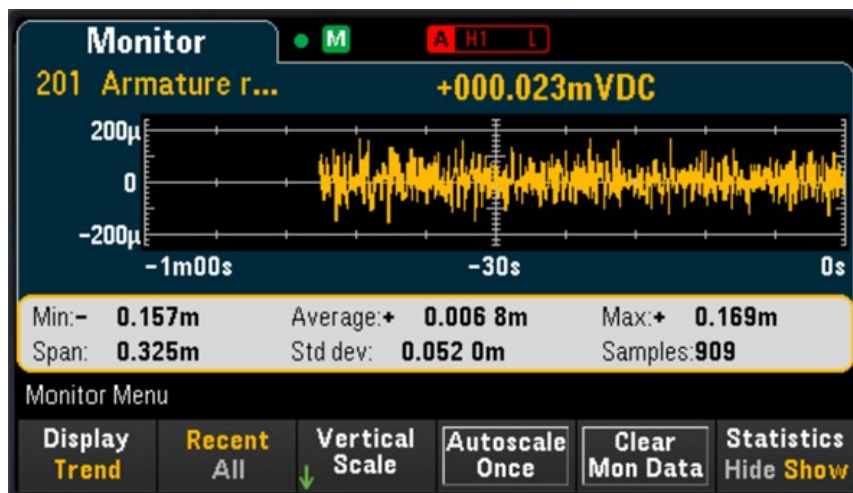 Monitor M A H1 L
201 Armature r... +000.023mVDC
200µ
0
-200µ
-1m00s -30s 0s
Min:- 0.157m Average:+ 0.006 8m Max:+ 0.169m
Span: 0.325m Std dev: 0.052 0m Samples:909
Monitor Menu
Display Recent Vertical Autoscale Clear Statistics
Trend All Scale Once Mon Data Hide Show